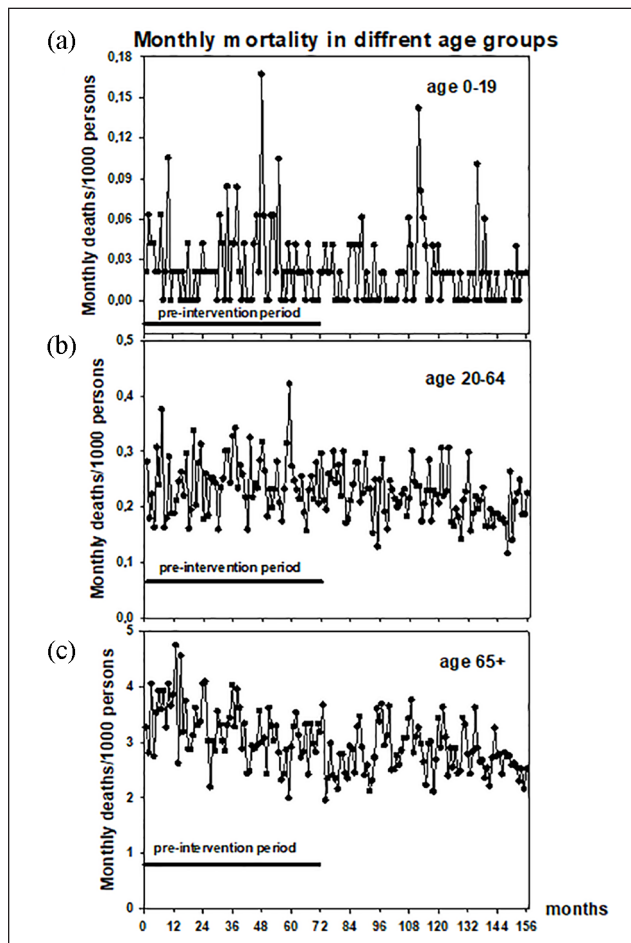 (a)
Monthly mortality in diffrent age groups
Monthly deaths/1000 persons
0,18
0,18
0,15
0,09
0,06
0,03
0,00
age 0-19
pre-intervention period
(b)
Monthly deaths/1000 persons
0,5
0,4
0,3
0,2
0,1
0,0
age 20-64
pre-intervention period
(c)
Monthly deaths/1000 persons
5
4
3
2
1
0
age 65+
pre-intervention period
0 12 24 36 48 60 72 84 96 108 120 132 144 156
months